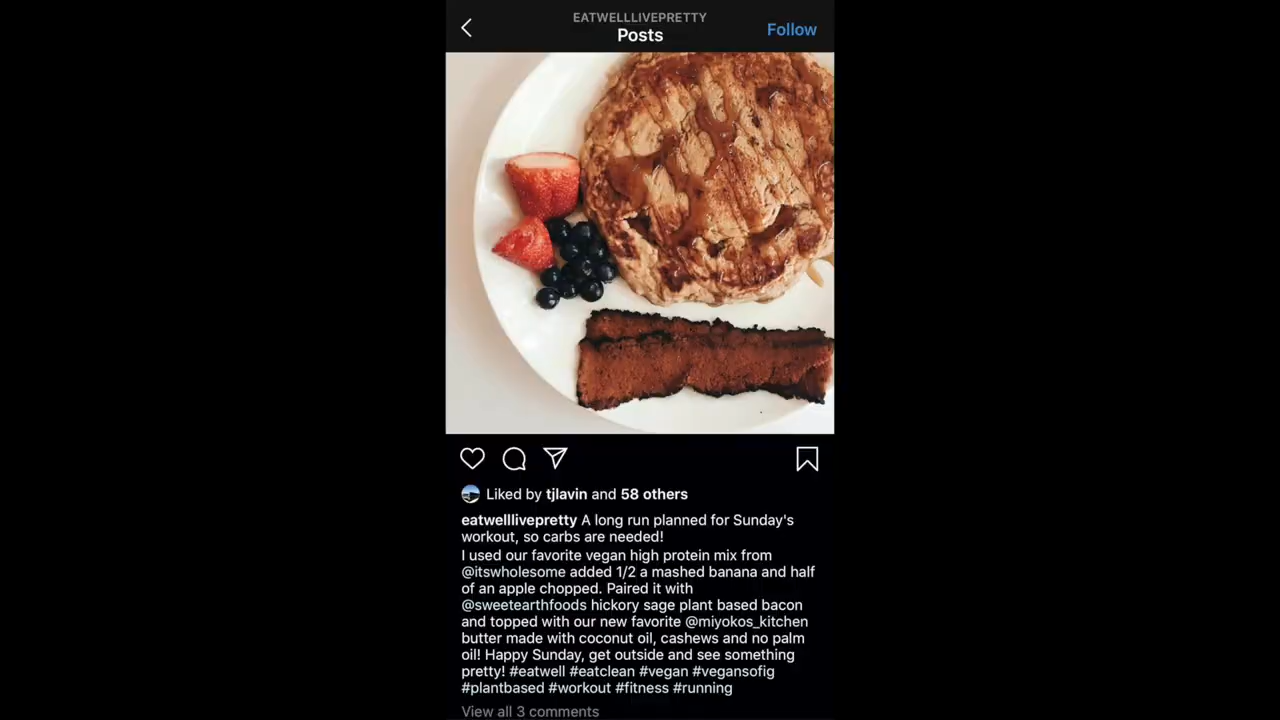 EATWELLLIVEPRETTY
Posts
Follow
Liked by tjlavin and 58 others
eatwelllivepretty A long run planned for Sunday's
workout, so carbs are needed!
I used our favorite vegan high protein mix from
@itswholesome added 1/2 a mashed banana and half
of an apple chopped. Paired it with
@sweetearthfoods hickory sage plant based bacon
and topped with our new favorite @miyokos_kitchen
butter made with coconut oil, cashews and no palm
oil! Happy Sunday, get outside and see something
pretty! #eatwell #eatclean #vegan #vegansofig
#plantbased #workout #fitness #running
View all 3 comments